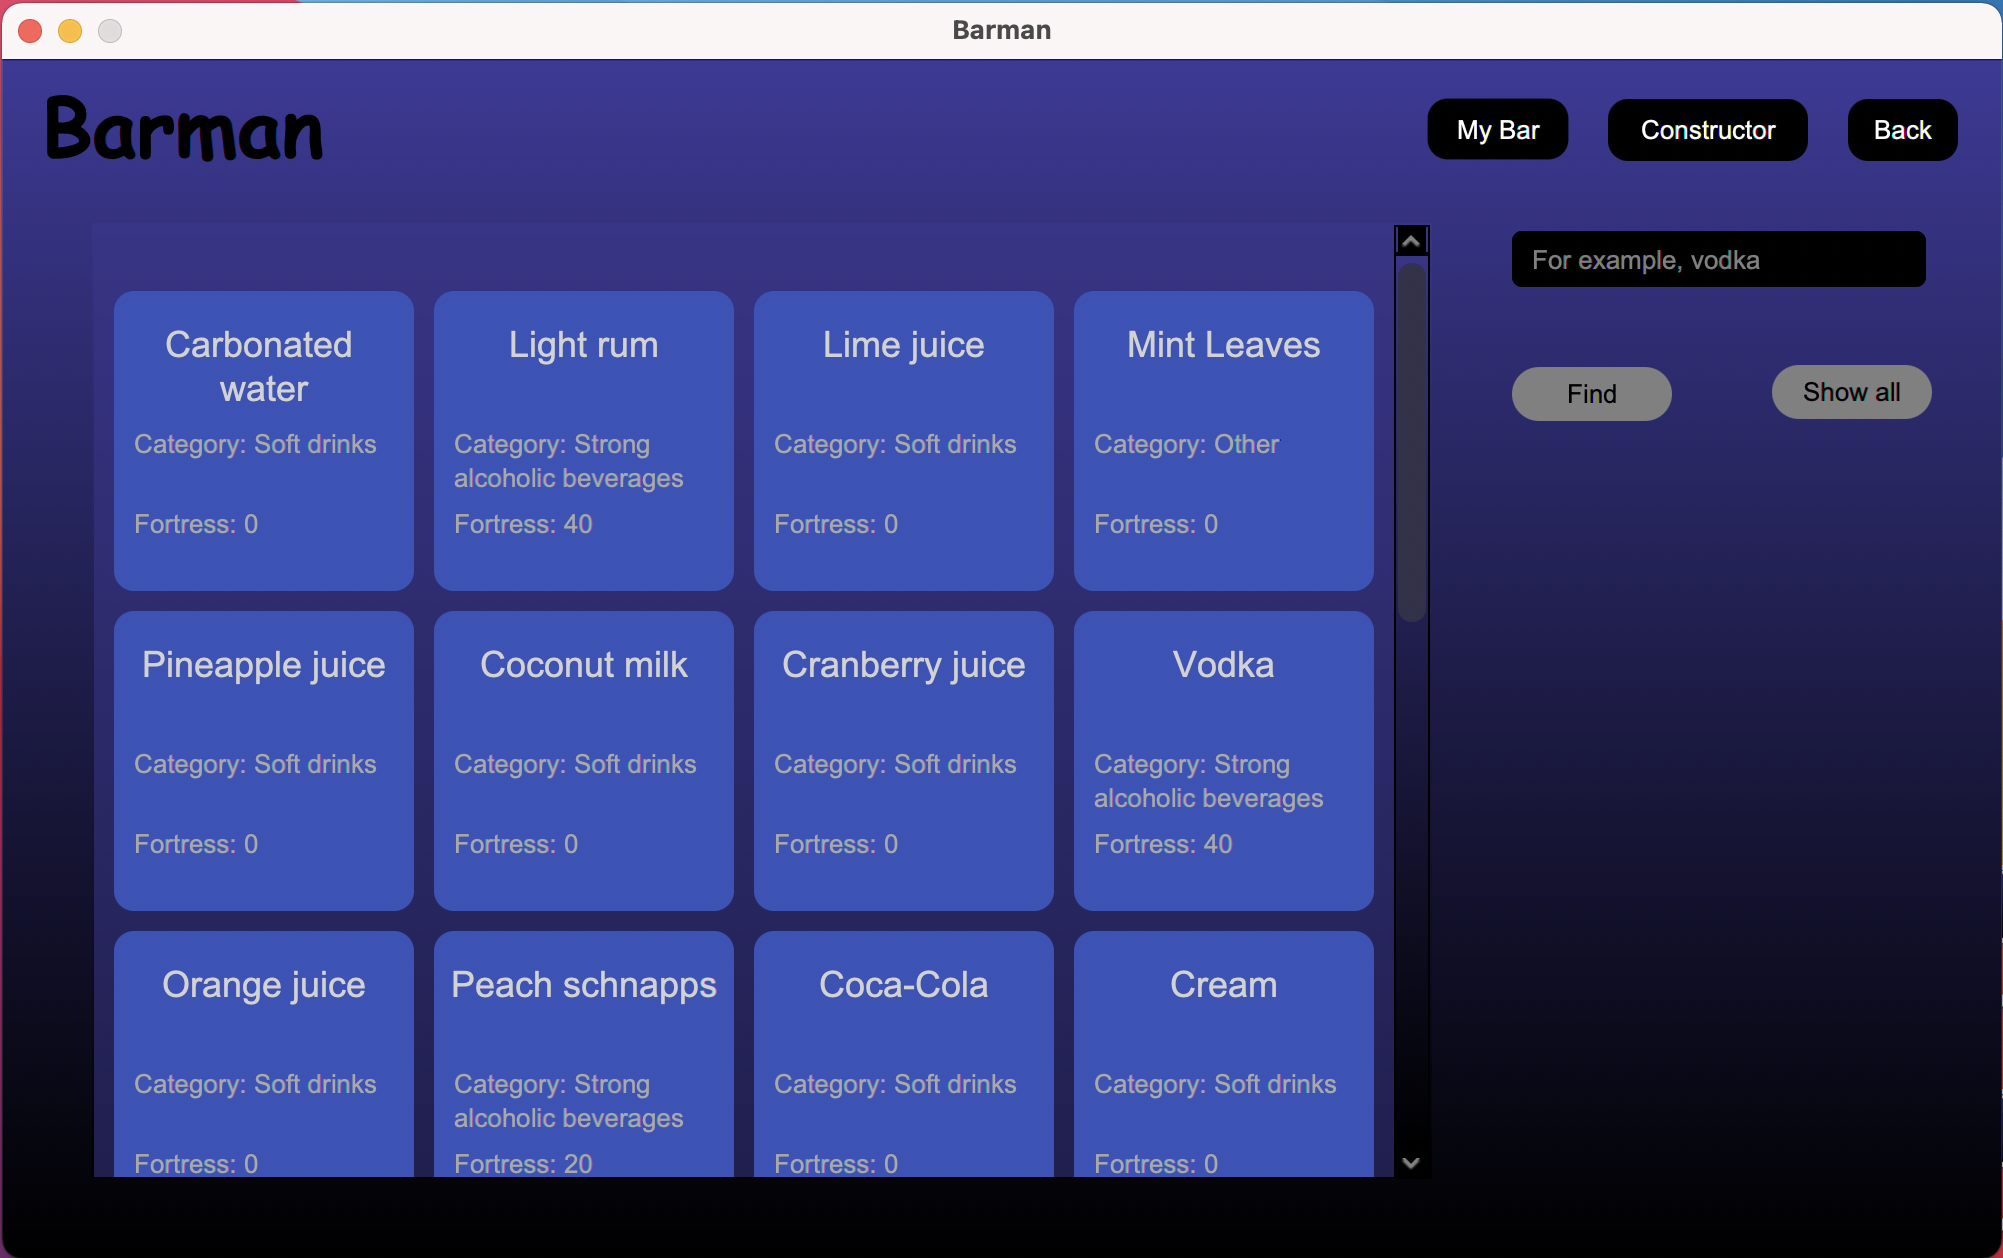 Barman
Barman
My Bar
Constructor
Back
For example, vodka
Find
Show all
Carbonated
water
Category: Soft drinks
Fortress: 0
Light rum
Category: Strong
alcoholic beverages
Fortress: 40
Lime juice
Category: Soft drinks
Fortress: 0
Mint Leaves
Category: Other
Fortress: 0
Pineapple juice
Category: Soft drinks
Fortress: 0
Coconut milk
Category: Soft drinks
Fortress: 0
Cranberry juice
Category: Soft drinks
Fortress: 0
Vodka
Category: Strong
alcoholic beverages
Fortress: 40
Orange juice
Category: Soft drinks
Fortress: 0
Peach schnapps
Category: Strong
alcoholic beverages
Fortress: 20
Coca-Cola
Category: Soft drinks
Fortress: 0
Cream
Category: Soft drinks
Fortress: 0